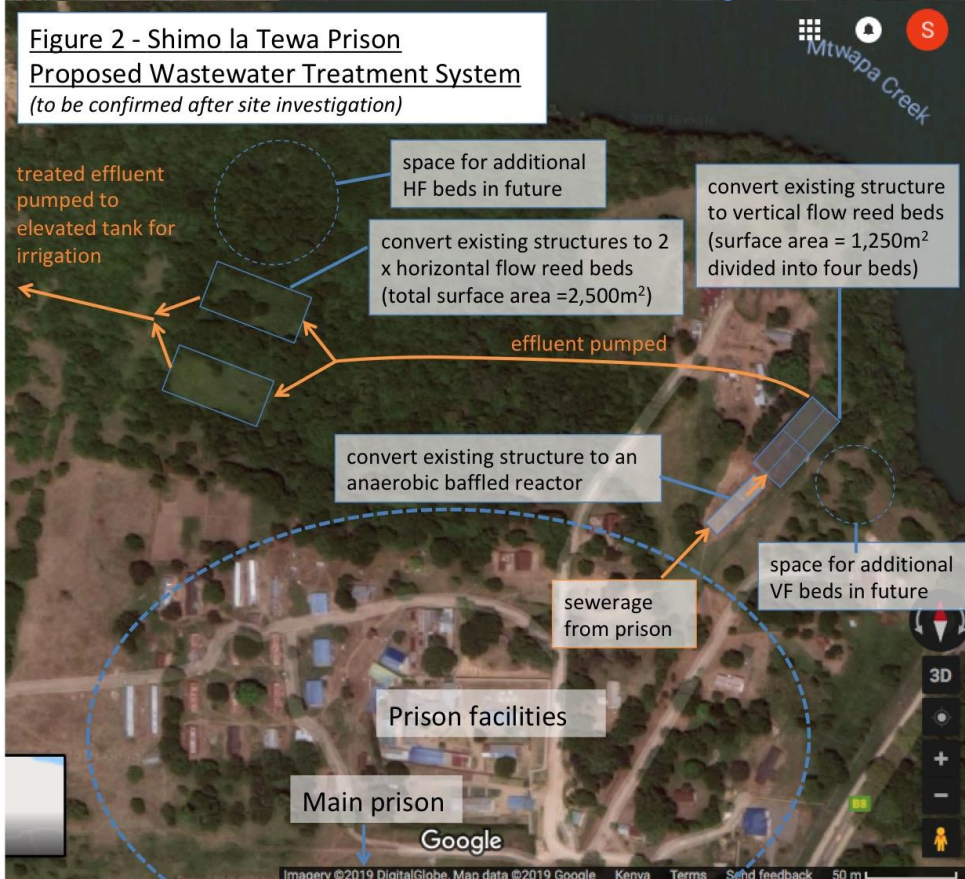 Figure 2 - Shimo la Tewa Prison
Proposed Wastewater Treatment System
(to be confirmed after site investigation)
S
Mtwapa Creek
2019 Google
treated effluent
pumped to
elevated tank for
irrigation
space for additional
HF beds in future
convert existing structure
to vertical flow reed beds
(surface area = 1,250m²
divided into four beds)
convert existing structures to 2
x horizontal flow reed beds
(total surface area =2,500m²)
effluent pumped
convert existing structure to an
anaerobic baffled reactor
space for additional
VF beds in future
sewerage
from prison
3D
Prison facilities
Main prison
B8
Google
Imagery ©2019 DigitalGlobe, Map data ©2019 Google Kenya Terms Send feedback 50 m